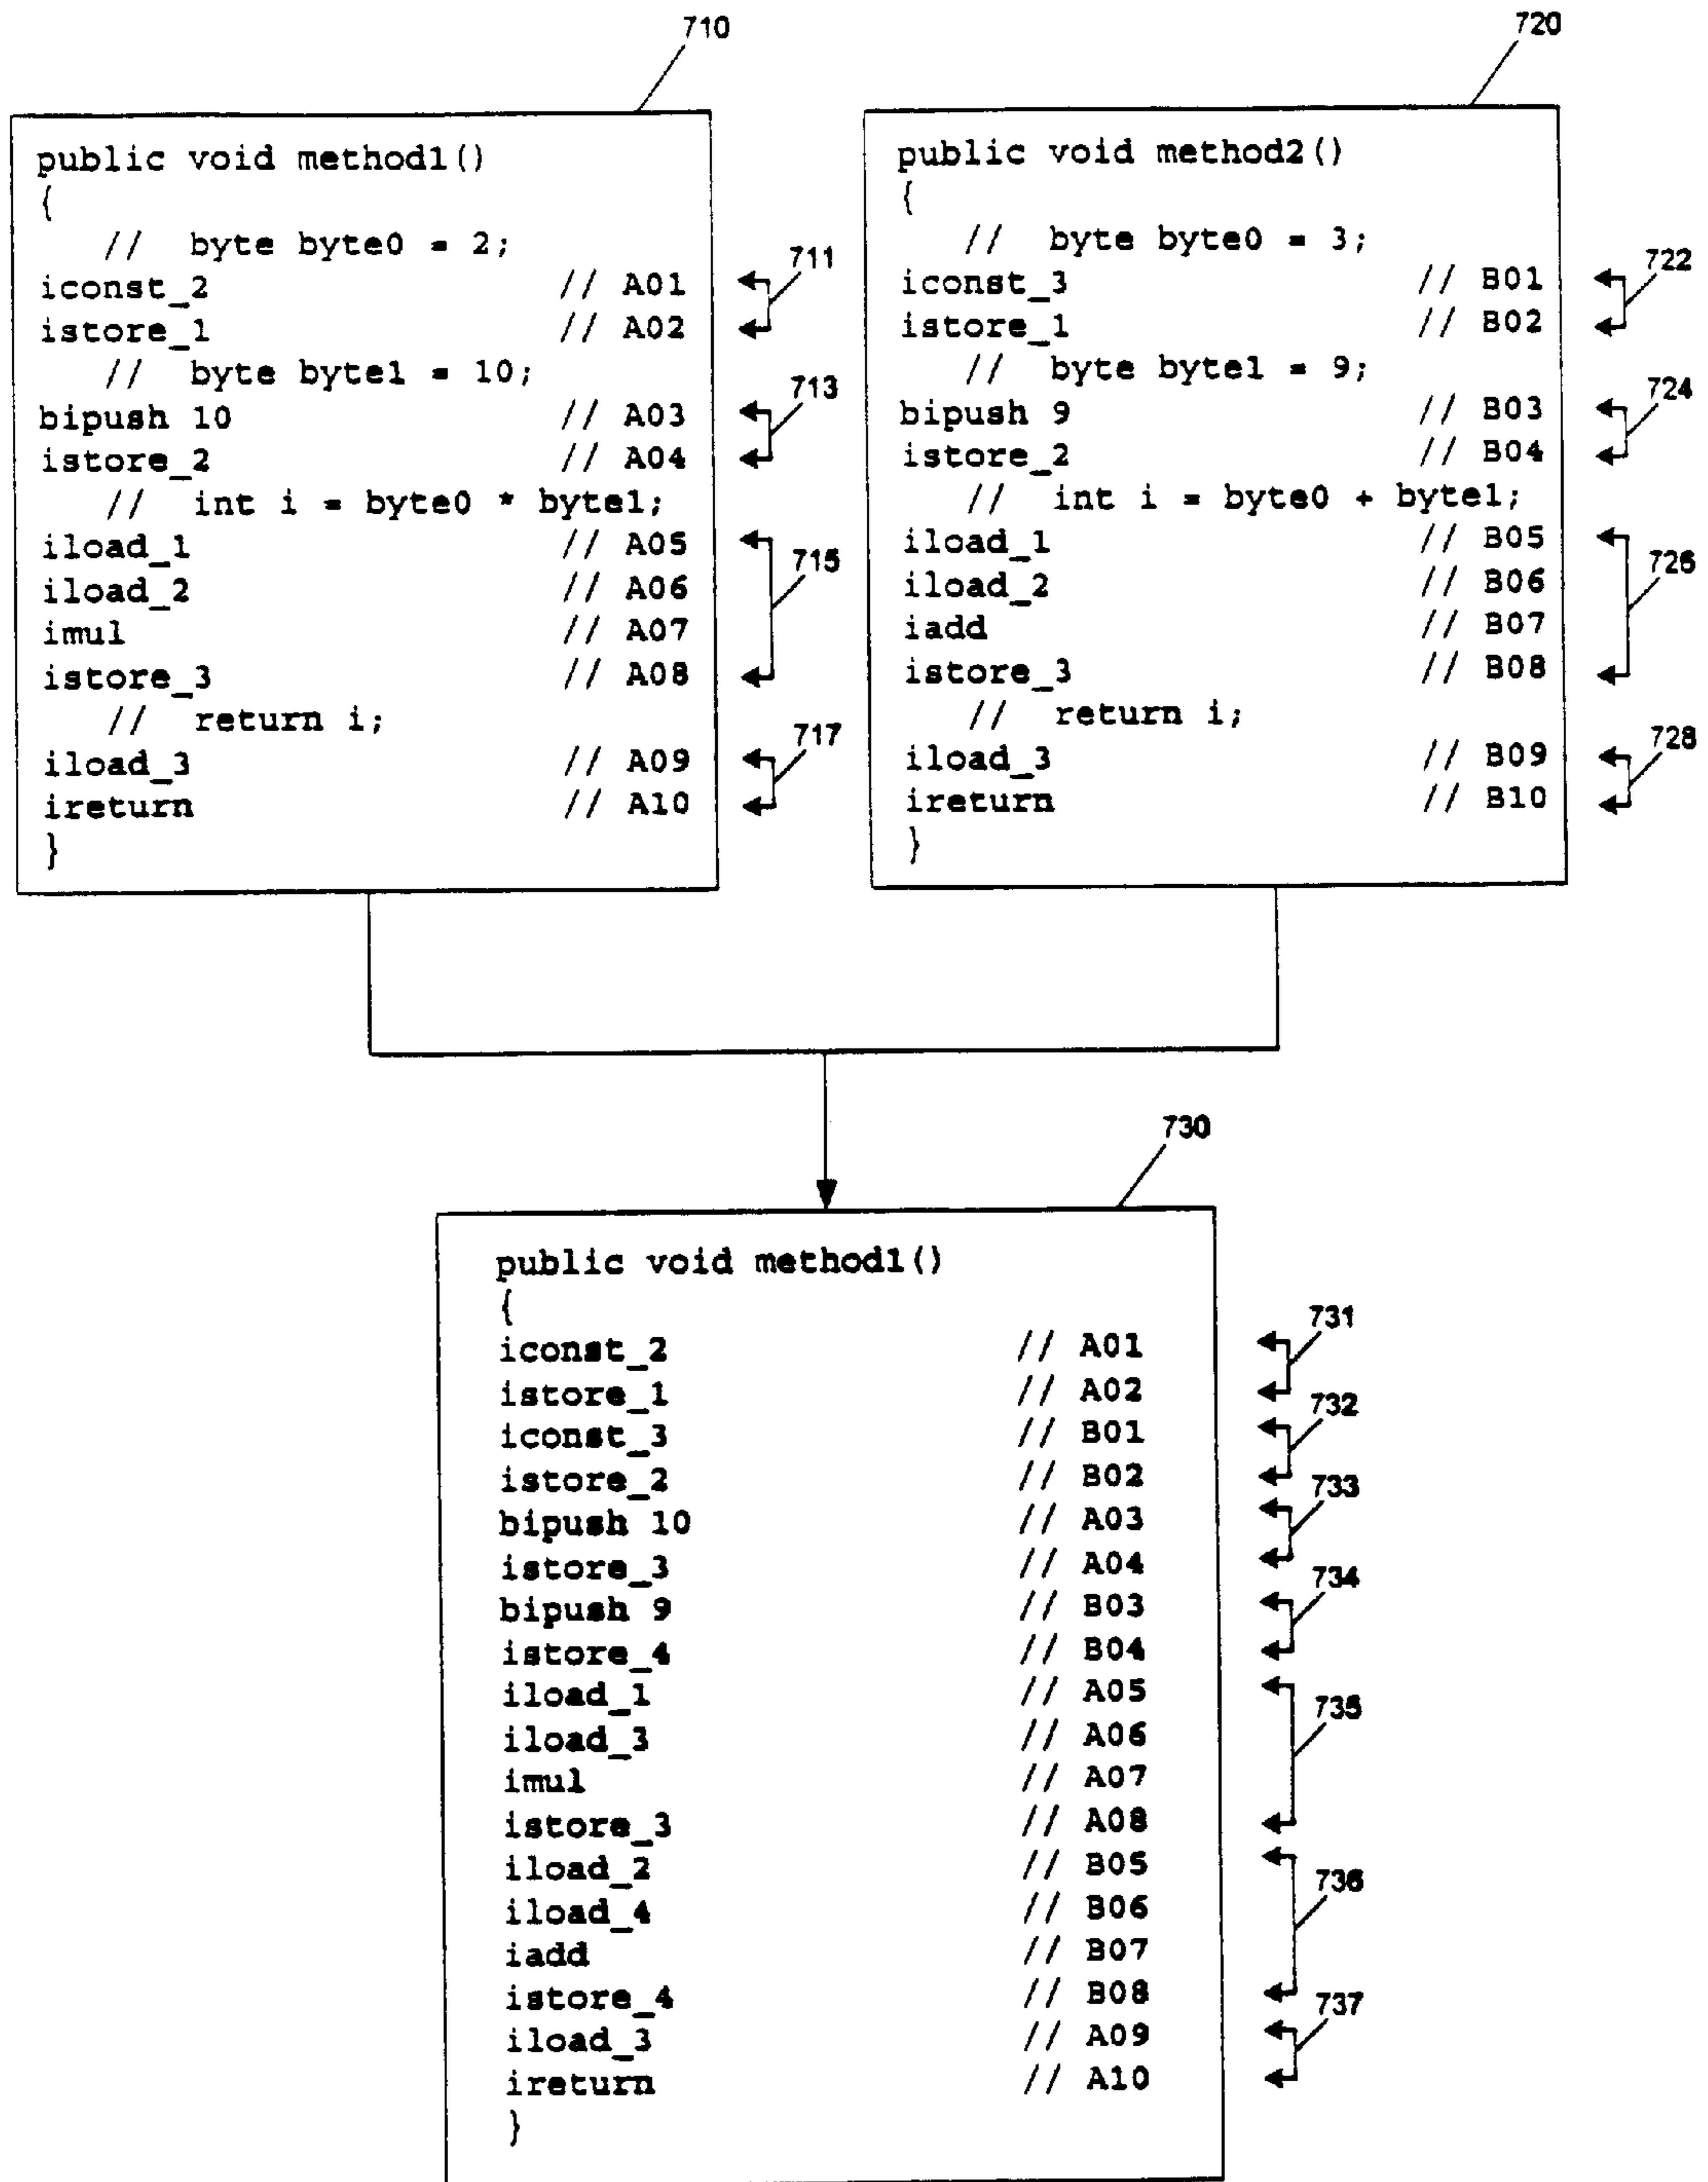 710
public void method1()
{
// byte byte0 = 2;
iconst_2 // A01
istore_1 // A02
711
// byte byte1 = 10;
bipush 10 // A03
istore_2 // A04
713
// int i = byte0 * byte1;
iload_1 // A05
iload_2 // A06
imul // A07
istore_3 // A08
715
// return i;
iload_3 // A09
ireturn // A10
717
}
720
public void method2()
{
// byte byte0 = 3;
iconst_3 // B01
istore_1 // B02
722
// byte byte1 = 9;
bipush 9 // B03
istore_2 // B04
724
// int i = byte0 + byte1;
iload_1 // B05
iload_2 // B06
iadd // B07
istore_3 // B08
726
// return i;
iload_3 // B09
ireturn // B10
728
}
730
public void method1()
{
iconst_2 // A01
istore_1 // A02
731
iconst_3 // B01
istore_2 // B02
732
bipush 10 // A03
istore_3 // A04
733
bipush 9 // B03
istore_4 // B04
734
iload_1 // A05
iload_3 // A06
imul // A07
istore_3 // A08
735
iload_2 // B05
iload_4 // B06
iadd // B07
istore_4 // B08
736
iload_3 // A09
ireturn // A10
737
}